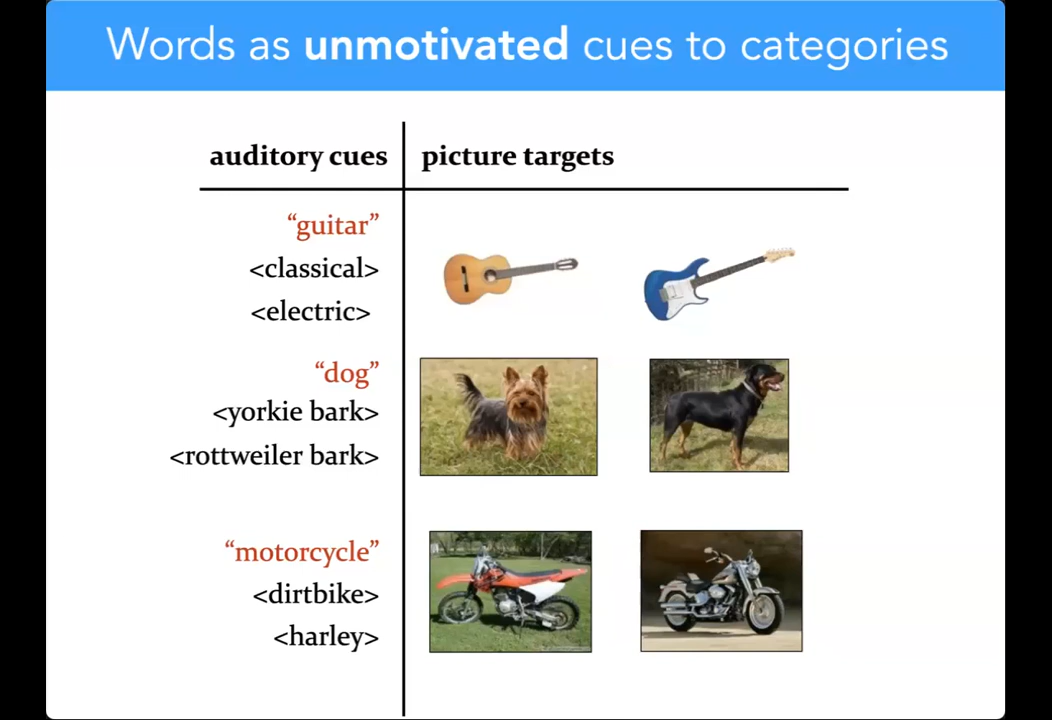 Words as unmotivated cues to categories
auditory cues
picture targets
“guitar”
<classical>
<electric>
“dog”
<yorkie bark>
<rottweiler bark>
“motorcycle”
<dirtbike>
<harley>